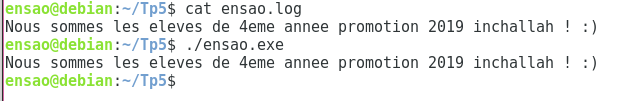 ensao@debian:~/Tp5$ cat ensao.log
Nous sommes les eleves de 4eme annee promotion 2019 inchallah ! :)
ensao@debian:~/Tp5$ ./ensao.exe
Nous sommes les eleves de 4eme annee promotion 2019 inchallah ! :)
ensao@debian:~/Tp5$